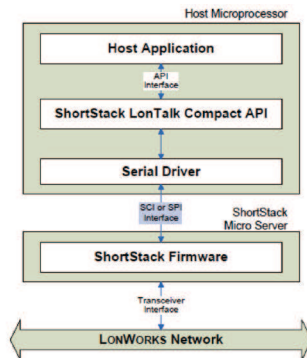 Host Microprocessor
Host Application
API
Interface
ShortStack LonTalk Compact API
Serial Driver
SCI or SPI
Interface
ShortStack
Micro Server
ShortStack Firmware
Transceiver
Interface
LONWORKS Network